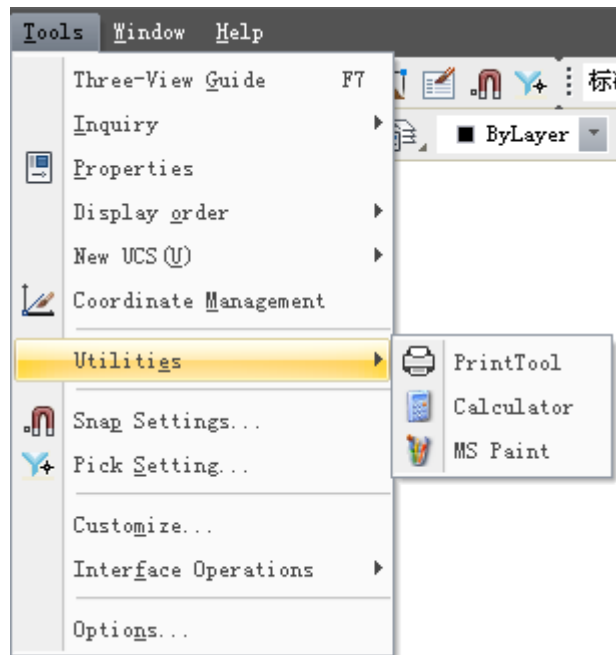 Tools Window Help
Three-View Guide F7
标
Inquiry
ByLayer
Properties
Display order
New UCS(U)
Coordinate Management
Utilities
PrintTool
Calculator
MS Paint
Snap Settings...
Pick Setting...
Customize...
Interface Operations
Options...